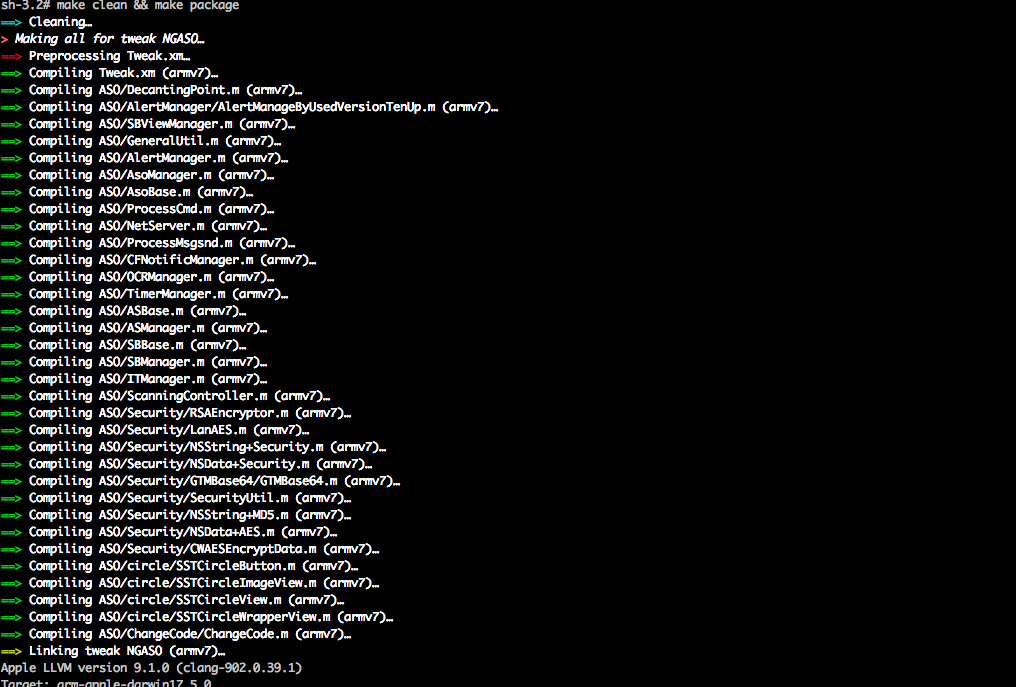 sh-3.2# make clean && make package
==> Cleaning…
> Making all for tweak NGASO…
==> Preprocessing Tweak.xm…
==> Compiling Tweak.xm (armv7)…
==> Compiling ASO/DecantingPoint.m (armv7)…
==> Compiling ASO/AlertManager/AlertManageByUsedVersionTenUp.m (armv7)…
==> Compiling ASO/SBViewManager.m (armv7)…
==> Compiling ASO/GeneralUtil.m (armv7)…
==> Compiling ASO/AlertManager.m (armv7)…
==> Compiling ASO/AsoManager.m (armv7)…
==> Compiling ASO/AsoBase.m (armv7)…
==> Compiling ASO/ProcessCmd.m (armv7)…
==> Compiling ASO/NetServer.m (armv7)…
==> Compiling ASO/ProcessMsgsnd.m (armv7)…
==> Compiling ASO/CFNotificManager.m (armv7)…
==> Compiling ASO/OCRManager.m (armv7)…
==> Compiling ASO/TimerManager.m (armv7)…
==> Compiling ASO/ASBase.m (armv7)…
==> Compiling ASO/ASManager.m (armv7)…
==> Compiling ASO/SBBase.m (armv7)…
==> Compiling ASO/SBManager.m (armv7)…
==> Compiling ASO/ITManager.m (armv7)…
==> Compiling ASO/ScanningController.m (armv7)…
==> Compiling ASO/Security/RSAEncryptor.m (armv7)…
==> Compiling ASO/Security/LanAES.m (armv7)…
==> Compiling ASO/Security/NSString+Security.m (armv7)…
==> Compiling ASO/Security/NSData+Security.m (armv7)…
==> Compiling ASO/Security/GTMBase64/GTMBase64.m (armv7)…
==> Compiling ASO/Security/SecurityUtil.m (armv7)…
==> Compiling ASO/Security/NSString+MD5.m (armv7)…
==> Compiling ASO/Security/NSData+AES.m (armv7)…
==> Compiling ASO/Security/CWAESEncryptData.m (armv7)…
==> Compiling ASO/circle/SSTCircleButton.m (armv7)…
==> Compiling ASO/circle/SSTCircleImageView.m (armv7)…
==> Compiling ASO/circle/SSTCircleView.m (armv7)…
==> Compiling ASO/circle/SSTCircleWrapperView.m (armv7)…
==> Compiling ASO/ChangeCode/ChangeCode.m (armv7)…
==> Linking tweak NGASO (armv7)…
Apple LLVM version 9.1.0 (clang-902.0.39.1)
Target: arm-apple-darwin17.5.0